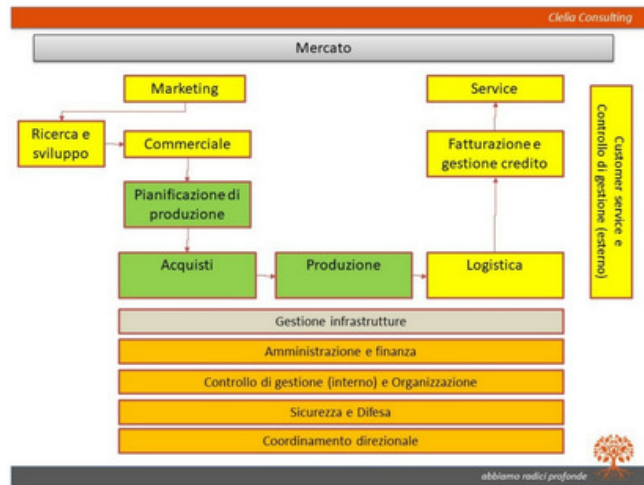 Clelia Consulting
Mercato
Marketing
Service
Ricerca e
sviluppo
Commerciale
Fatturazione e
gestione credito
Pianificazione di
produzione
Acquisti
Produzione
Logistica
Customer service e
Controllo di gestione (esterno)
Gestione infrastrutture
Amministrazione e finanza
Controllo di gestione (interno) e Organizzazione
Sicurezza e Difesa
Coordinamento direzionale
abbiamo radici profonde